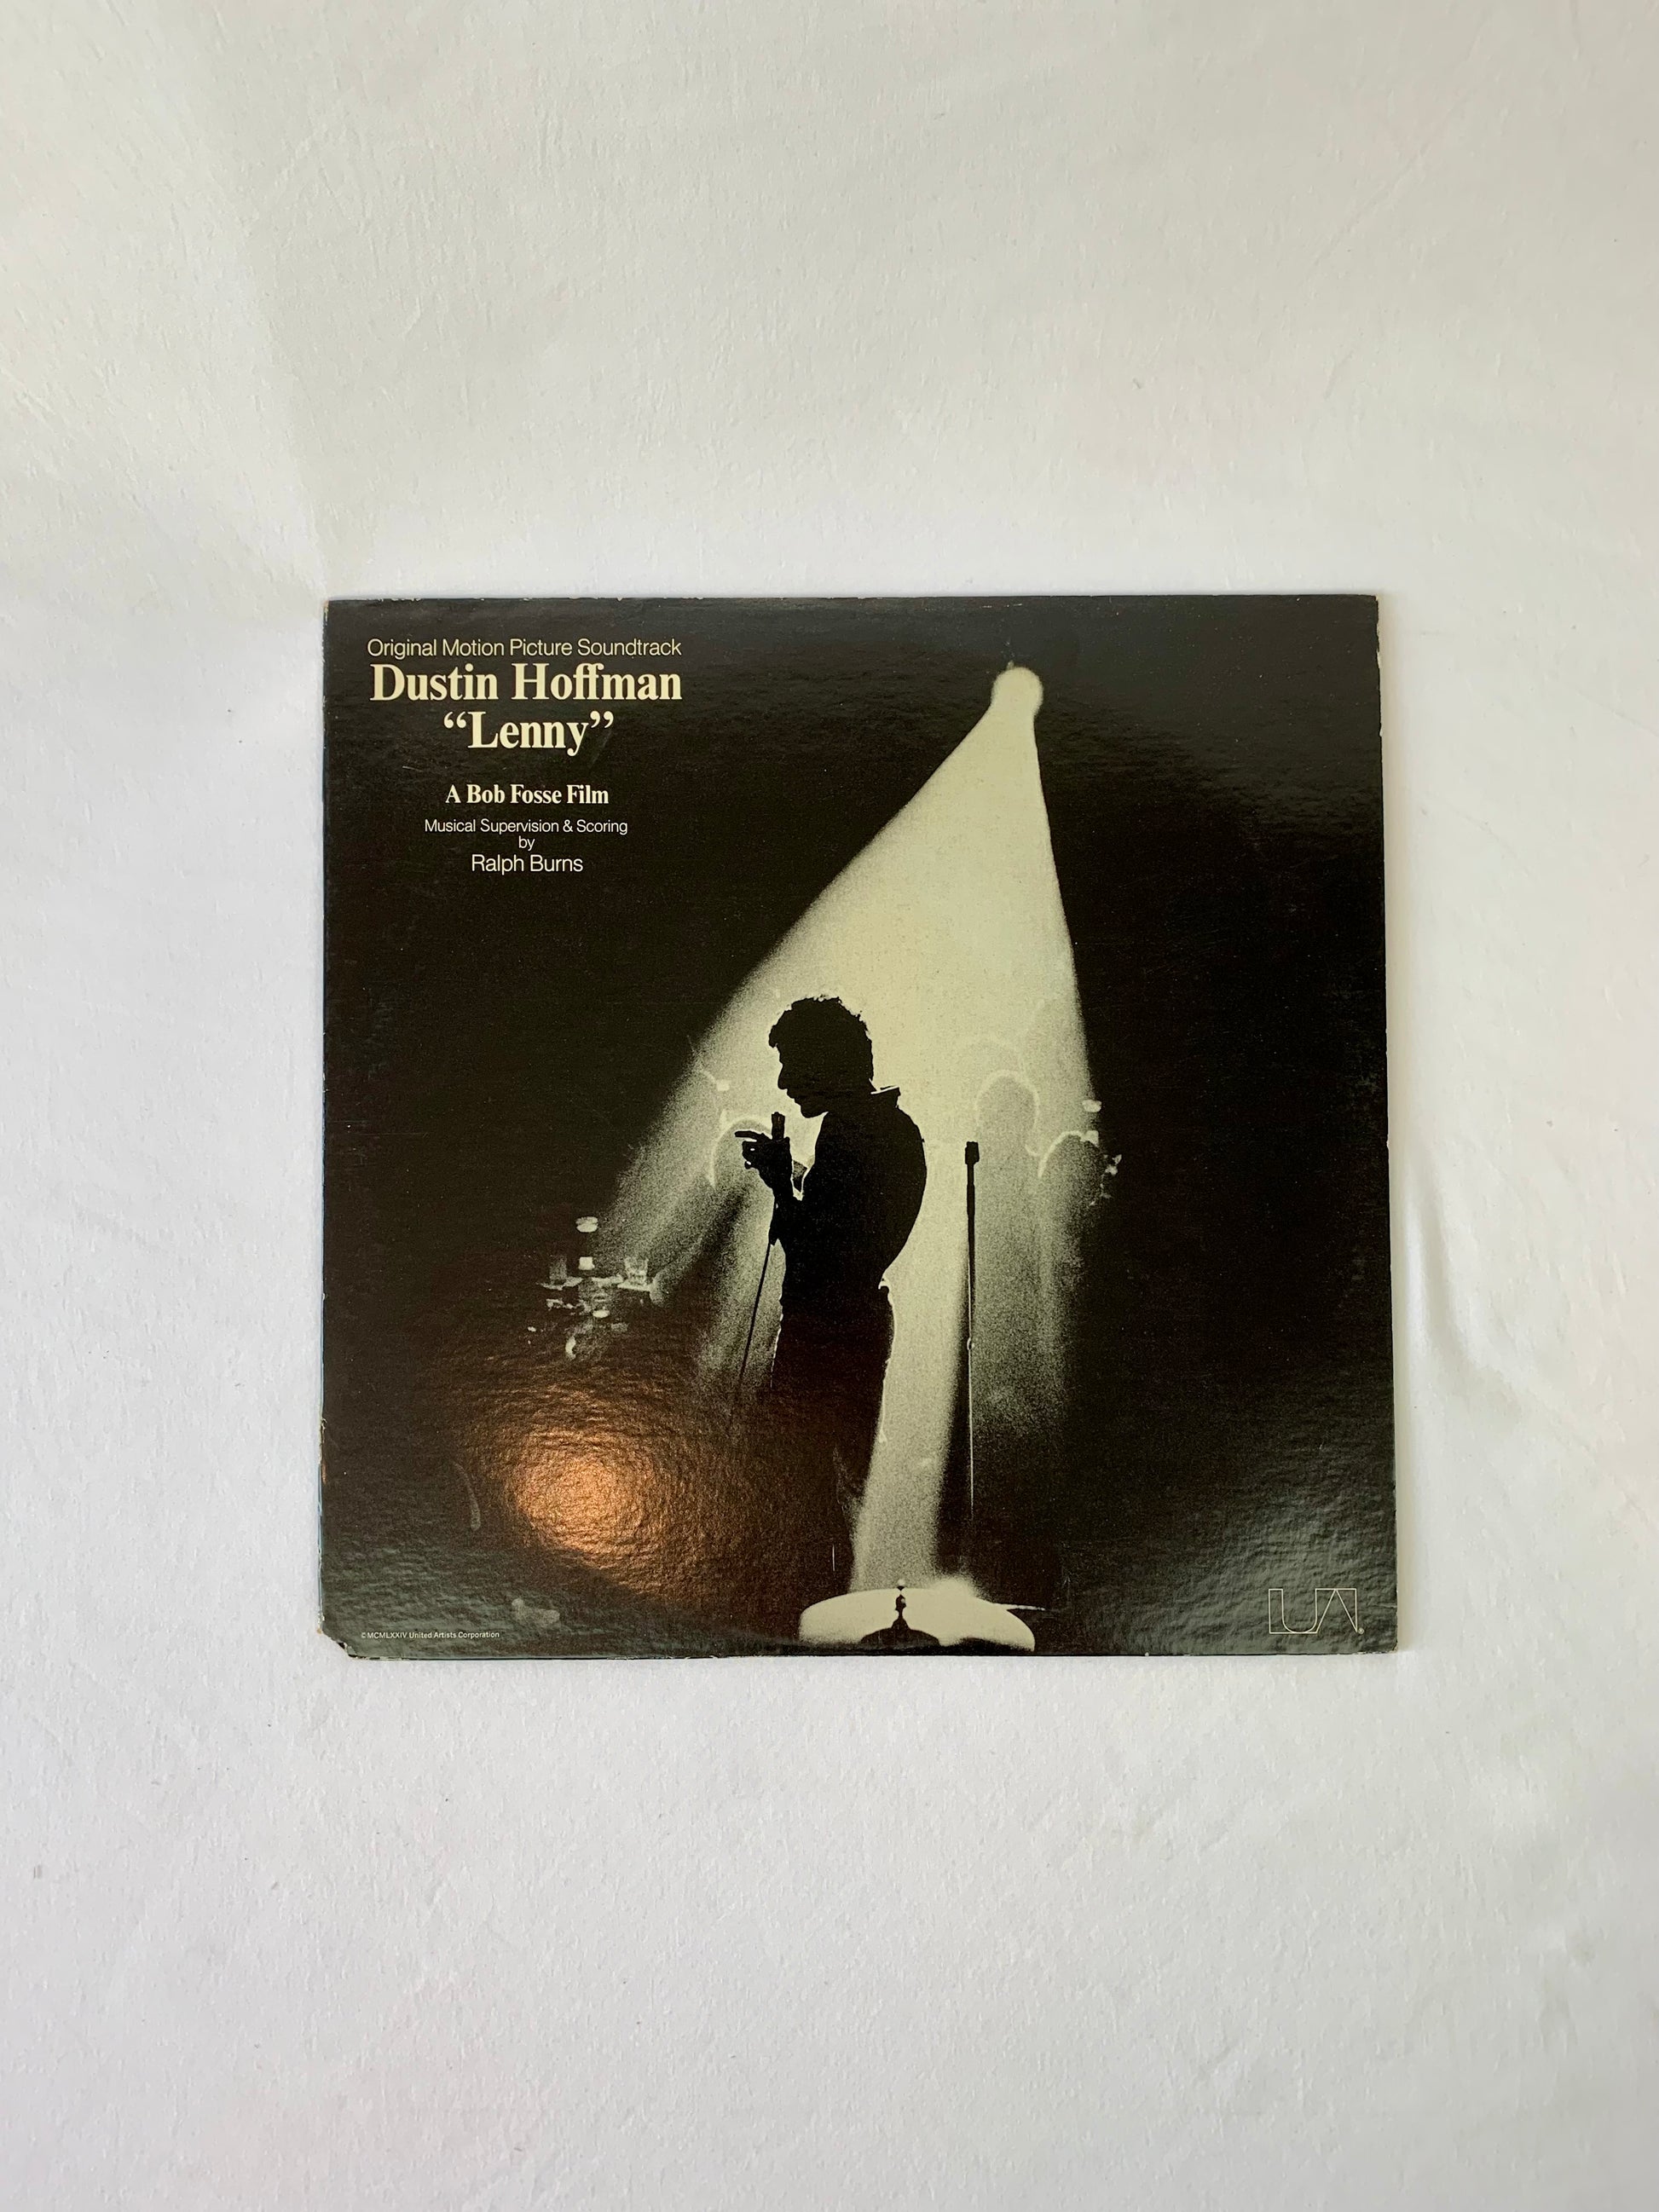 Original Motion Picture Soundtrack
Dustin Hoffman
“Lenny”
A Bob Fosse Film
Musical Supervision & Scoring
by
Ralph Burns
©MCMLXXIV United Artists Corporation
UA®